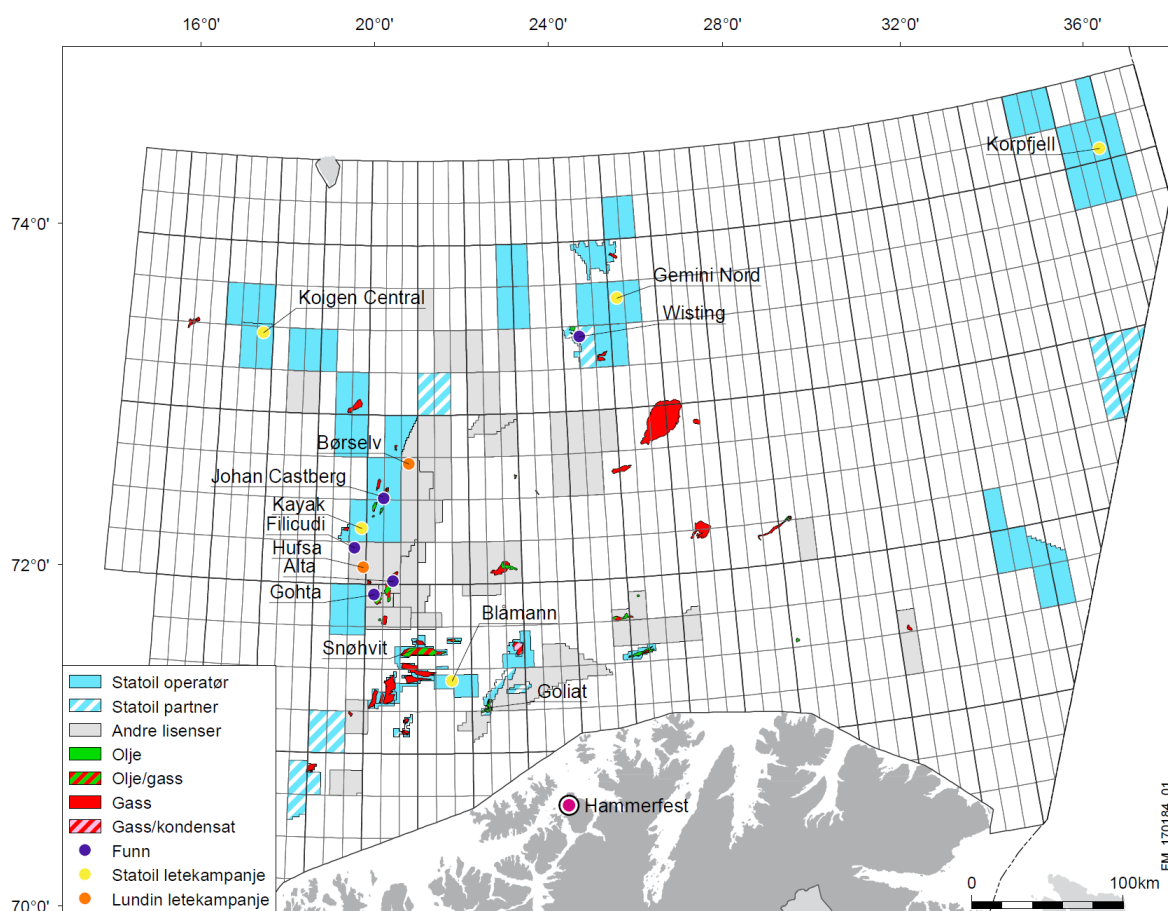 16°0' 20°0' 24°0' 28°0' 32°0' 36°0'
Korpfjell
74°0'
Gemini Nord
Koigen Central
Wisting
Børselv
Johan Castberg
Kayak
Filicudi
Hufsa
72°0'
Alta
Gohta
Blåmann
Snøhvit
Goliat
Statoil operatør
Statoil partner
Andre lisenser
Olje
Olje/gass
Gass
Gass/kondensat
Funn
Statoil letekampanje
Lundin letekampanje
Hammerfest
EM_170184_01
0 100km
70°0'